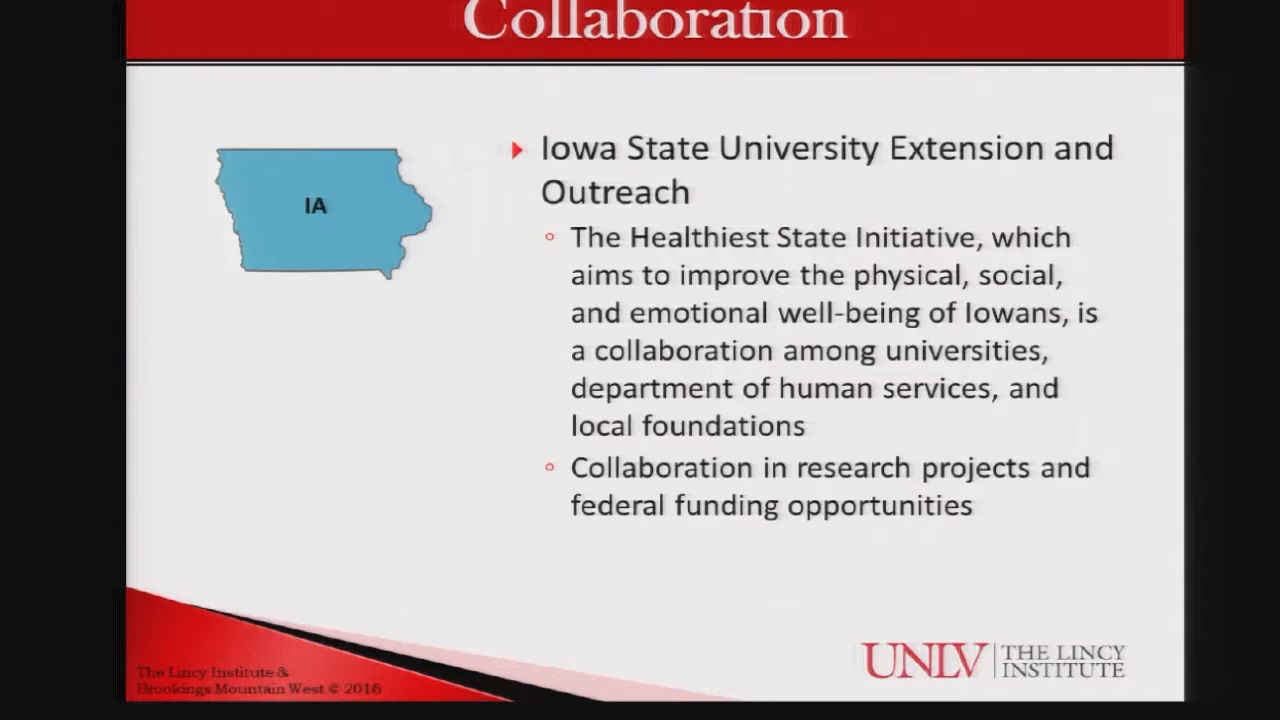 Collaboration
IA
Iowa State University Extension and
Outreach
The Healthiest State Initiative, which
aims to improve the physical, social,
and emotional well-being of Iowans, is
a collaboration among universities,
department of human services, and
local foundations
Collaboration in research projects and
federal funding opportunities
The Lincy Institute &
Brookings Mountain West © 2016
UNLV THE LINCY
INSTITUTE